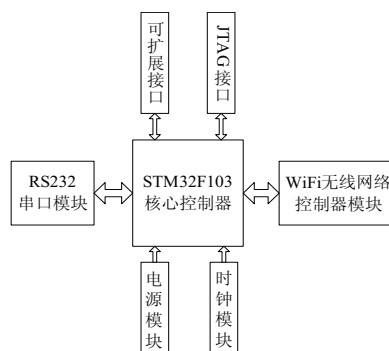 可扩展接口
JTAG接口
RS232
串口模块
STM32F103
核心控制器
WiFi无线网络
控制器模块
电源模块
时钟模块